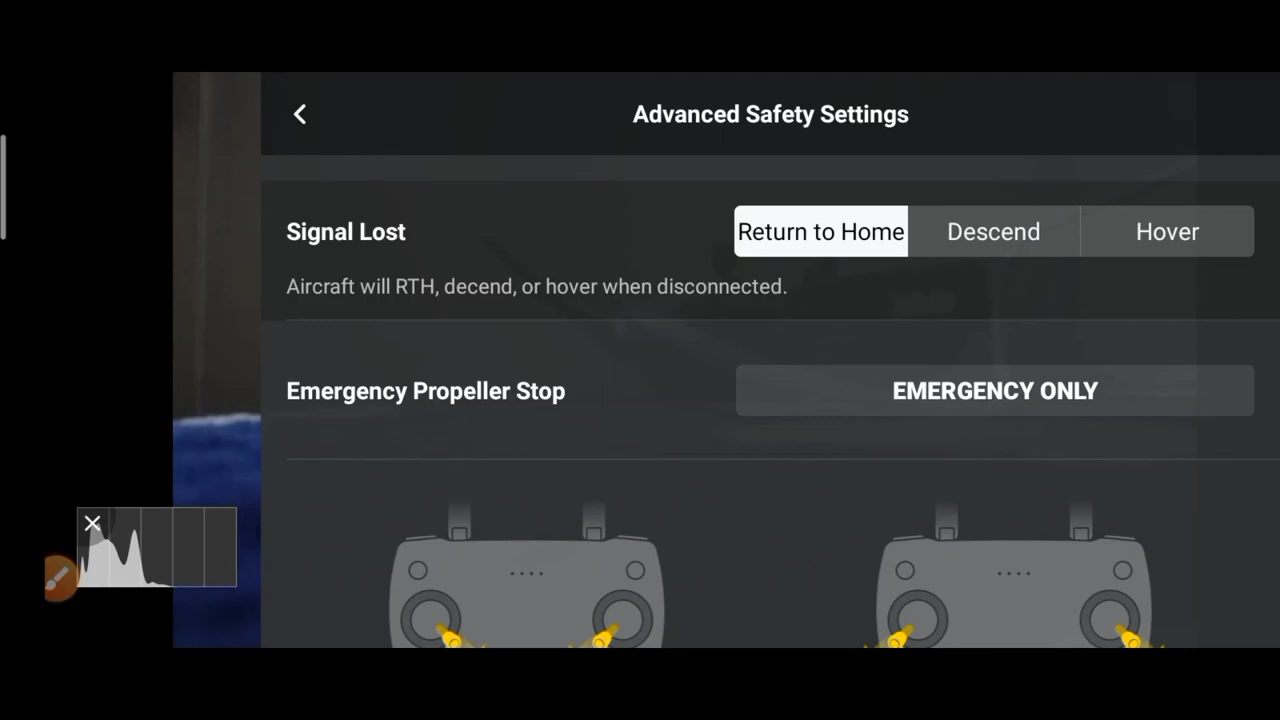 Advanced Safety Settings
Signal Lost
Return to Home
Descend
Hover
Aircraft will RTH, decend, or hover when disconnected.
Emergency Propeller Stop
EMERGENCY ONLY